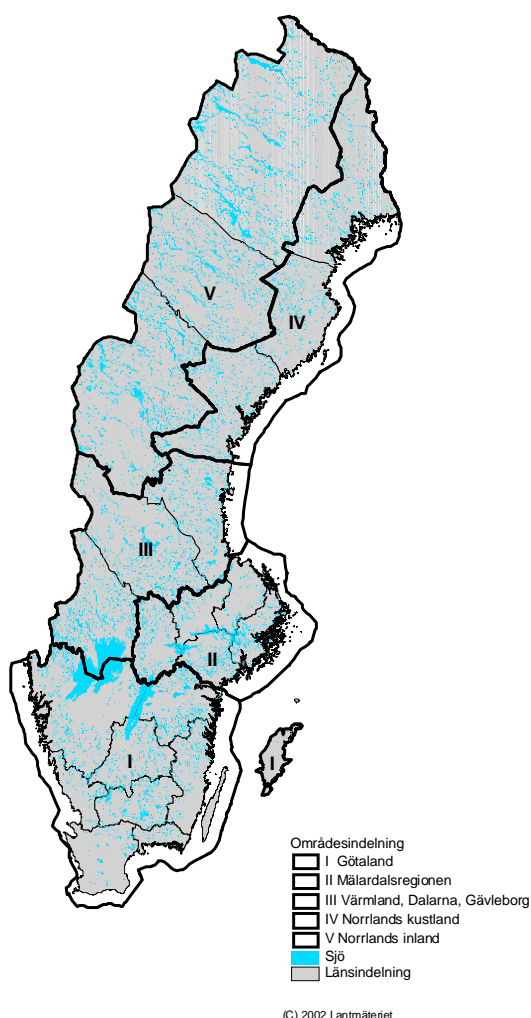 V
IV
III
II
I
I
Områdesindelning
I Götaland
II Mälardalsregionen
III Värmland, Dalarna, Gävleborg
IV Norrlands kustland
V Norrlands inland
Sjö
Länsindelning
(C) 2002 Lantmäteriet